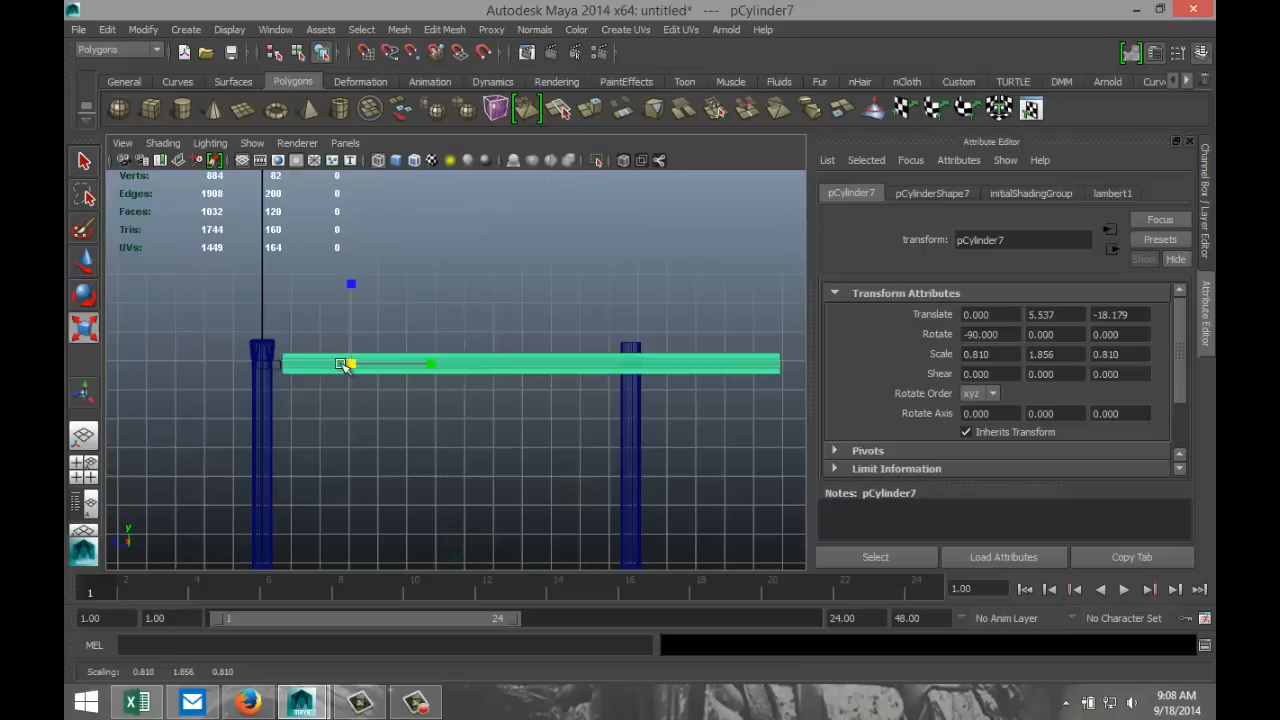 Autodesk Maya 2014 x64: untitled* --- pCylinder7
File Edit Modify Create Display Window Assets Select Mesh Edit Mesh Proxy Normals Color Create UVs Edit UVs Arnold Help
Polygons
General Curves Surfaces Polygons Deformation Animation Dynamics Rendering PaintEffects Toon Muscle Fluids Fur nHair nCloth Custom TURTLE DMM Arnold Curv
View Shading Lighting Show Renderer Panels
Verts: 884 82 0
Edges: 1908 200 0
Faces: 1032 120 0
Tris: 1744 160 0
UVs: 1449 164 0
y
Attribute Editor
List Selected Focus Attributes Show Help
pCylinder7 pCylinderShape7 initialShadingGroup lambert1
transform: pCylinder7
Focus
Presets
Show Hide
Transform Attributes
Translate 0.000 5.537 -18.179
Rotate -90.000 0.000 0.000
Scale 0.810 1.856 0.810
Shear 0.000 0.000 0.000
Rotate Order xyz
Rotate Axis 0.000 0.000 0.000
Inherits Transform
Pivots
Limit Information
Notes: pCylinder7
Select Load Attributes Copy Tab
Channel Box / Layer Editor
Attribute Editor
2 4 6 8 10 12 14 16 18 20 22 24
1
1.00
1.00 1.00 1 24 24.00 48.00 No Anim Layer No Character Set
MEL
Scaling: 0.810 1.856 0.810
9:08 AM
9/18/2014